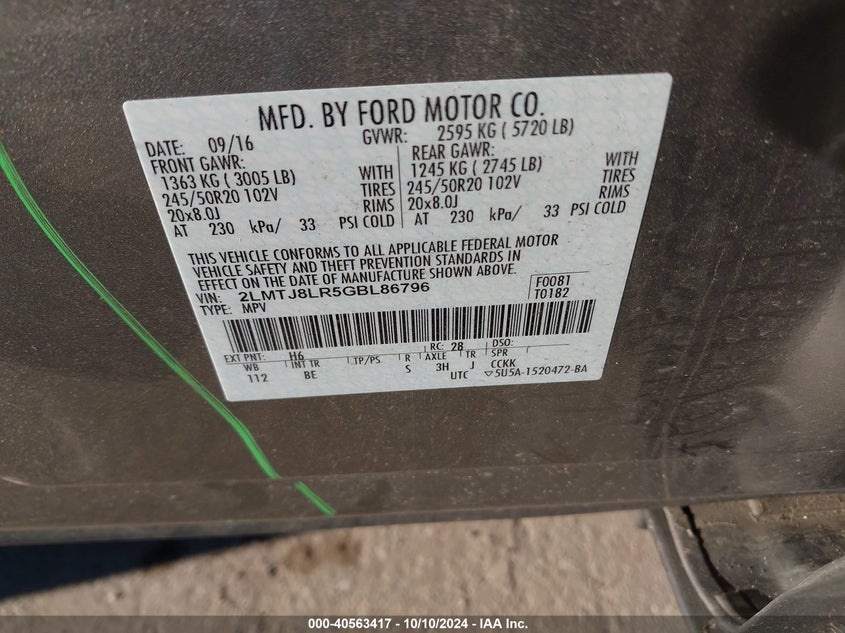 MFD. BY FORD MOTOR CO.
DATE: 09/16 GVWR: 2595 KG ( 5720 LB)
FRONT GAWR: REAR GAWR:
1363 KG ( 3005 LB) WITH 1245 KG ( 2745 LB) WITH
245/50R20 102V TIRES 245/50R20 102V TIRES
20x8.0J RIMS 20x8.0J RIMS
AT 230 kPa/ 33 PSI COLD AT 230 kPa/ 33 PSI COLD
THIS VEHICLE CONFORMS TO ALL APPLICABLE FEDERAL MOTOR
VEHICLE SAFETY AND THEFT PREVENTION STANDARDS IN
EFFECT ON THE DATE OF MANUFACTURE SHOWN ABOVE.
VIN: 2LMTJ8LR5GBL86796 F0081
TYPE: MPV T0182
EXT PNT: H6 RC: 28 DSO:
WB INT TR TP/PS R AXLE TR SPR
112 BE S 3H J CCKK
UTC ▽5U5A-1520472-BA
000-40563417 - 10/10/2024 - IAA Inc.